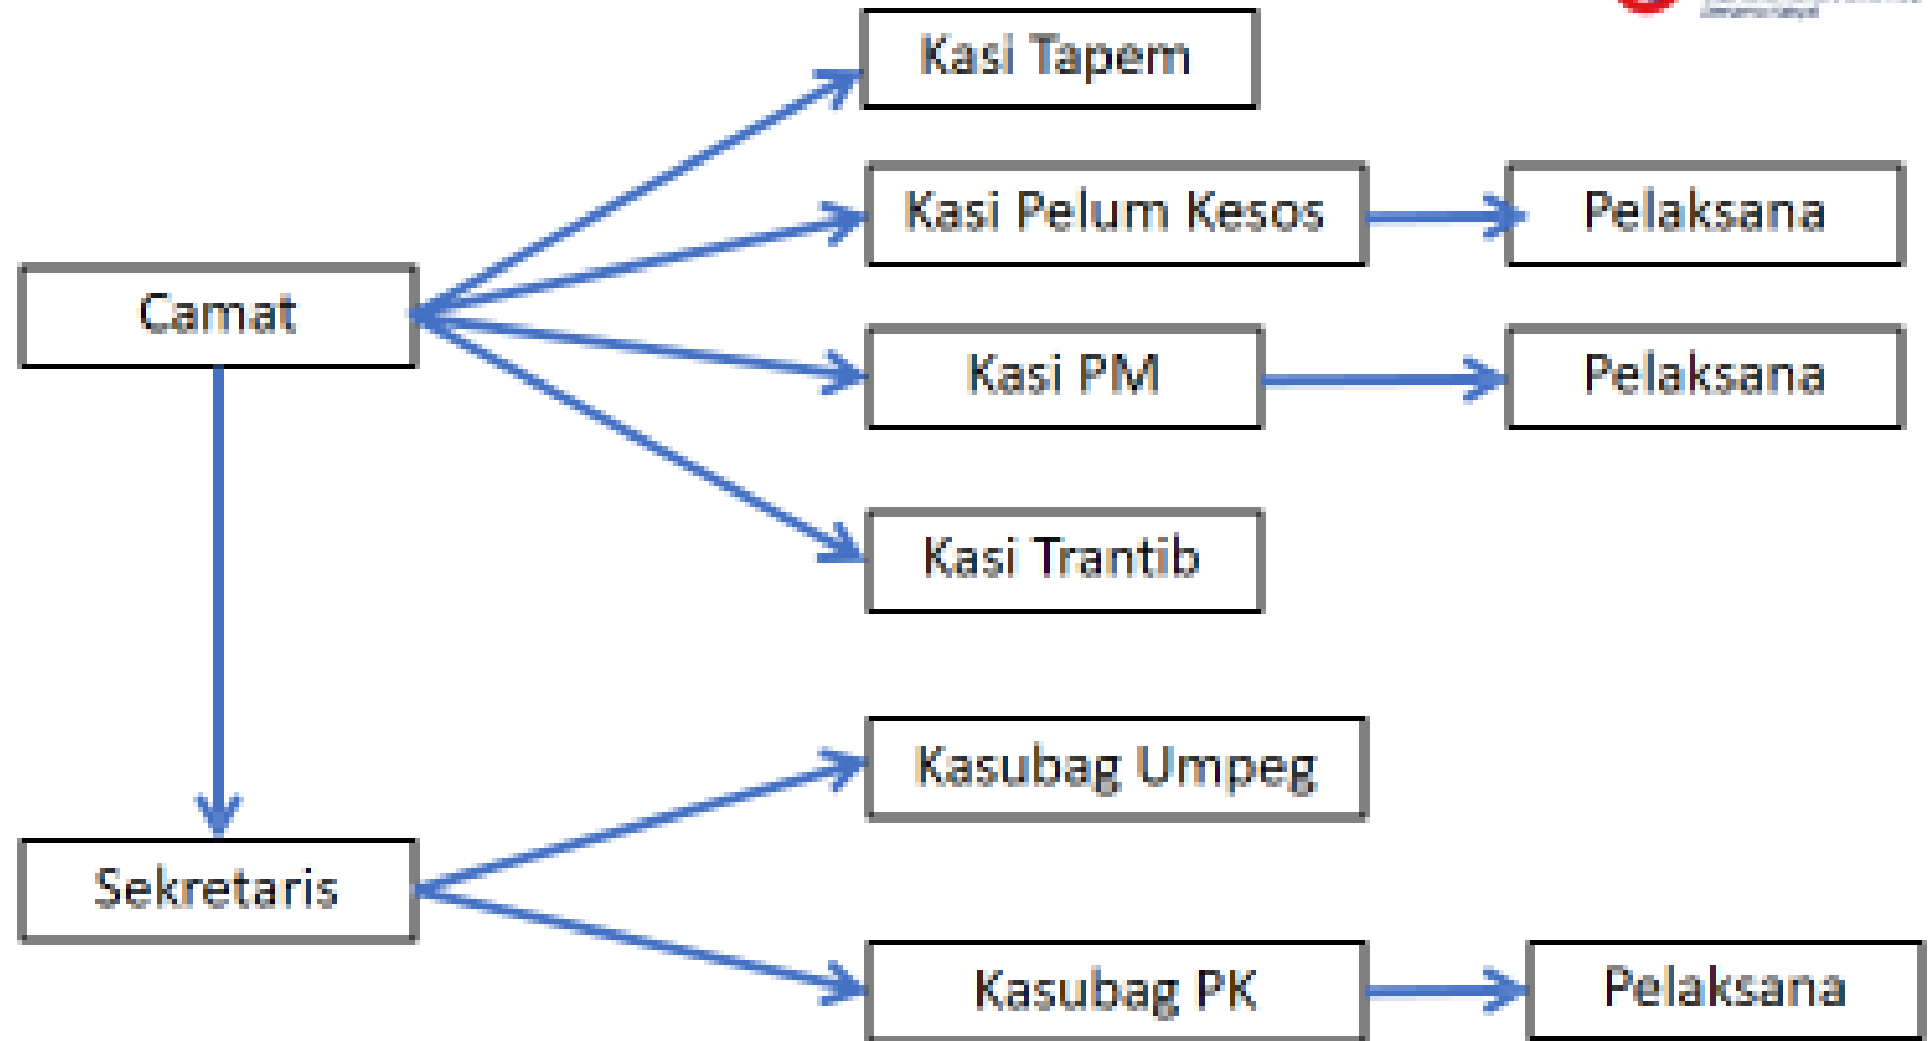 Kasi Tapem
Kasi Pelum Kesos
Pelaksana
Camat
Kasi PM
Pelaksana
Kasi Trantib
Kasubag Umpeg
Sekretaris
Kasubag PK
Pelaksana